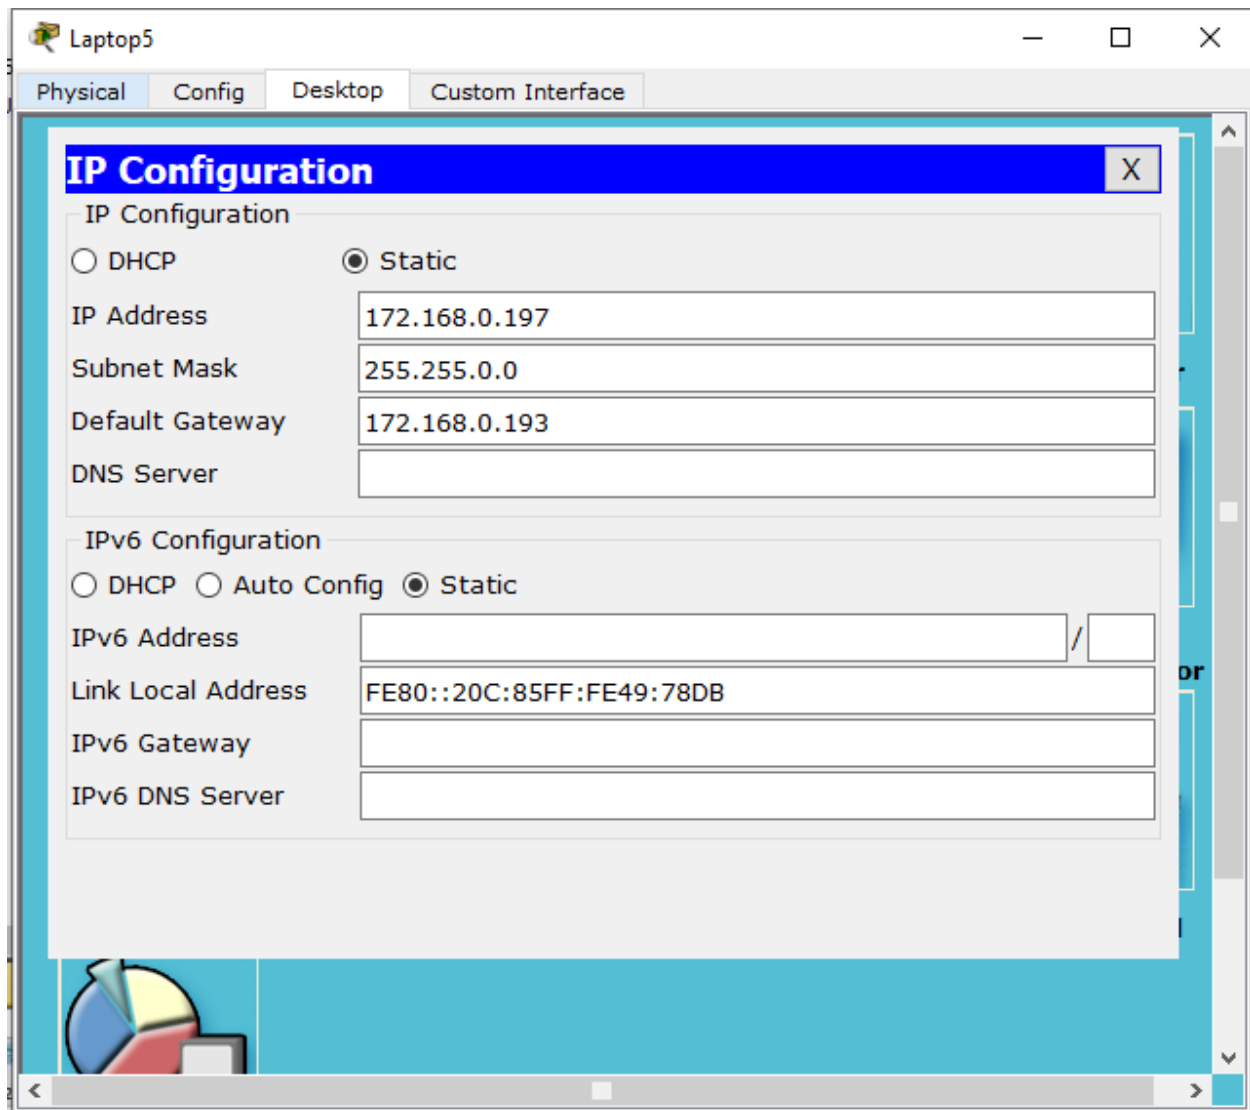 Laptop5
Physical Config Desktop Custom Interface
IP Configuration X
IP Configuration
DHCP Static
IP Address 172.168.0.197
Subnet Mask 255.255.0.0
Default Gateway 172.168.0.193
DNS Server
IPv6 Configuration
DHCP Auto Config Static
IPv6 Address /
Link Local Address FE80::20C:85FF:FE49:78DB
IPv6 Gateway
IPv6 DNS Server